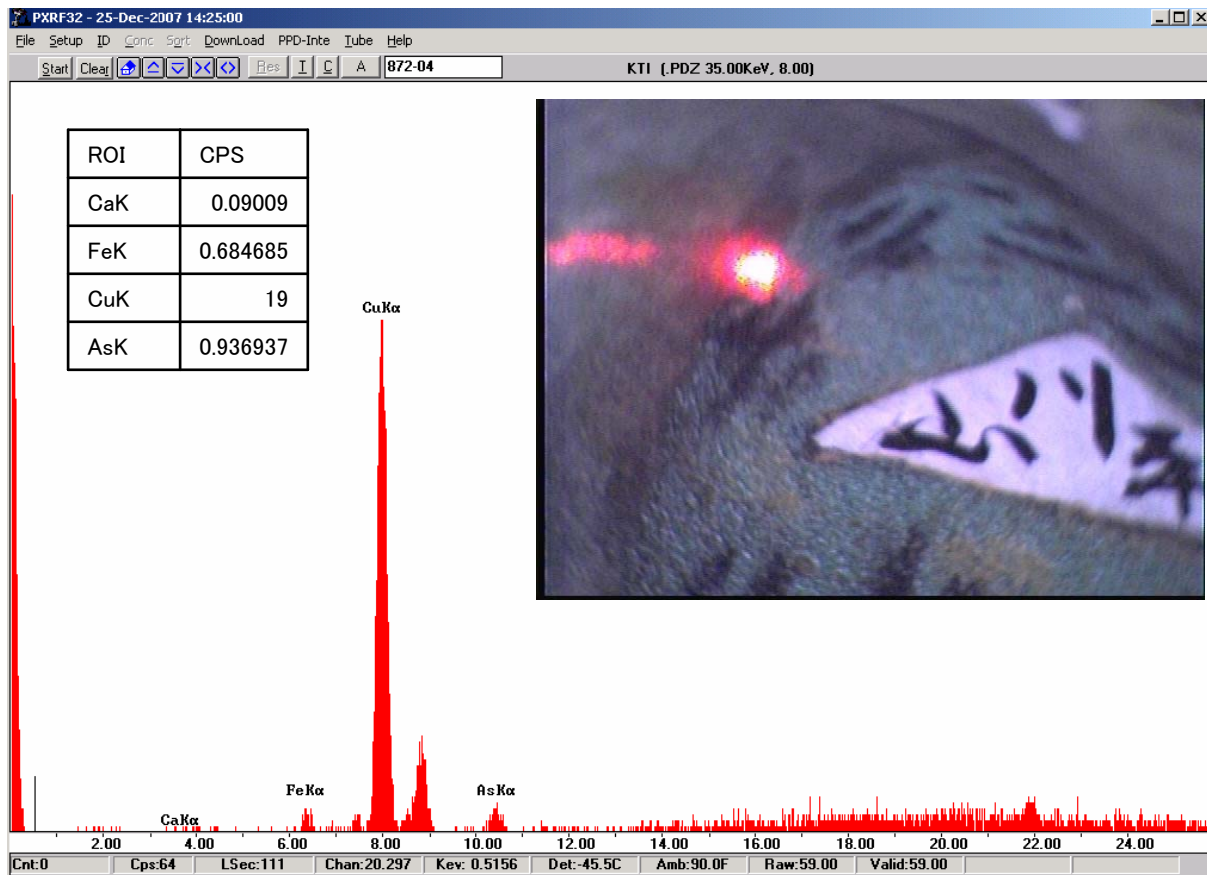 PXRF32 - 25-Dec-2007 14:25:00
File Setup ID Conc Sort DownLoad PPD-Inte Tube Help
Start Clear Res I C A 872-04 KTI (.PDZ 35.00KeV, 8.00)
ROI CPS
CaK 0.09009
FeK 0.684685
CuK 19
AsK 0.936937
CuKα
FeKα
AsKα
CaKα
2.00 4.00 6.00 8.00 10.00 12.00 14.00 16.00 18.00 20.00 22.00 24.00
Cnt:0 Cps:64 LSec:111 Chan:20.297 Kev: 0.5156 Det:-45.5C Amb:90.0F Raw:59.00 Valid:59.00